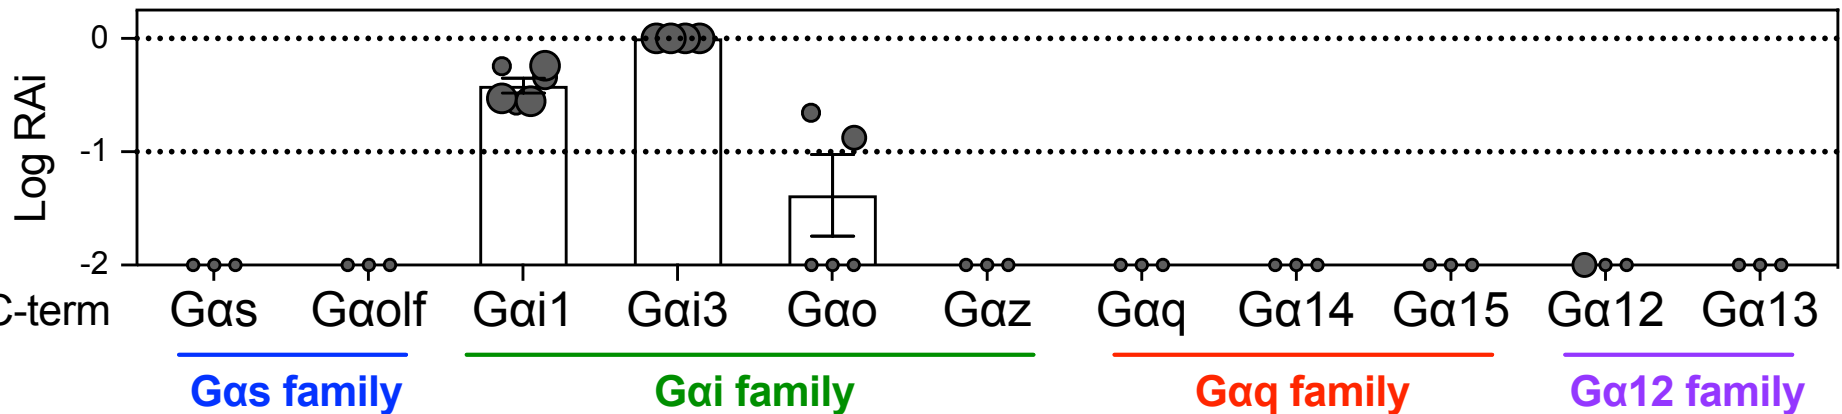 Log RAi
0
-1
-2
C-term Gαs Gαolf Gαi1 Gαi3 Gαo Gαz Gαq Gα14 Gα15 Gα12 Gα13
Gαs family Gαi family Gαq family Gα12 family